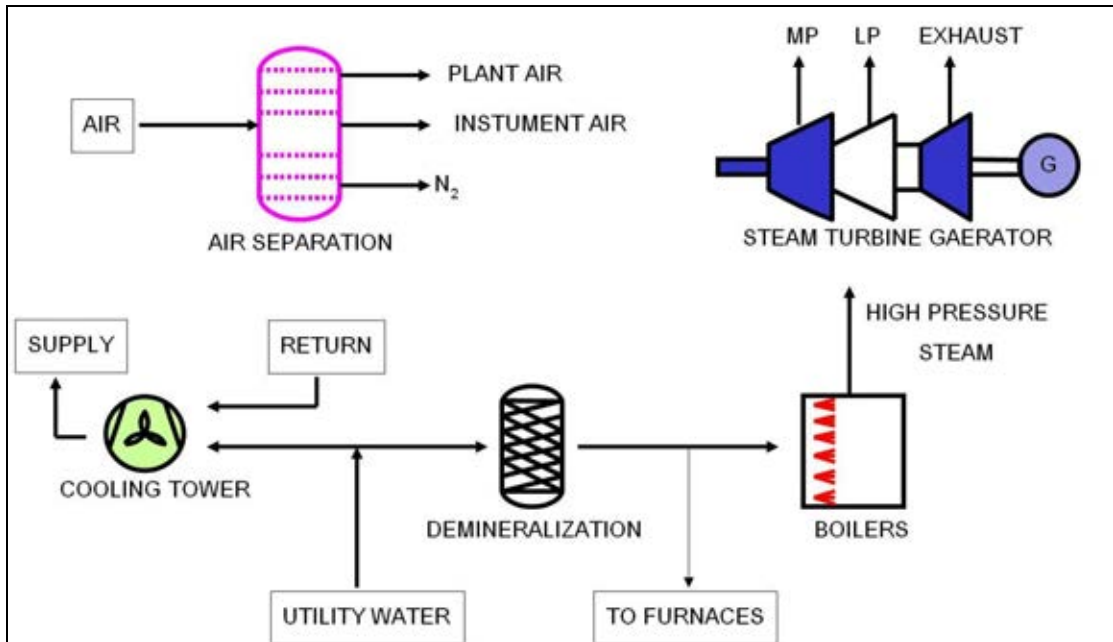 MP LP EXHAUST
PLANT AIR
AIR
INSTUMENT AIR
G
N2
AIR SEPARATION
STEAM TURBINE GAERATOR
HIGH PRESSURE
STEAM
SUPPLY
RETURN
COOLING TOWER
DEMINERALIZATION
BOILERS
UTILITY WATER
TO FURNACES